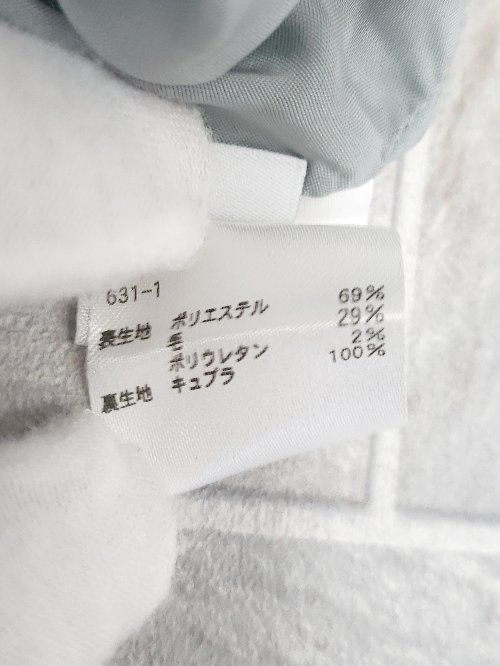 631-1
表生地 ポリエステル 69%
毛 29%
ポリウレタン 2%
裏生地 キュプラ 100%